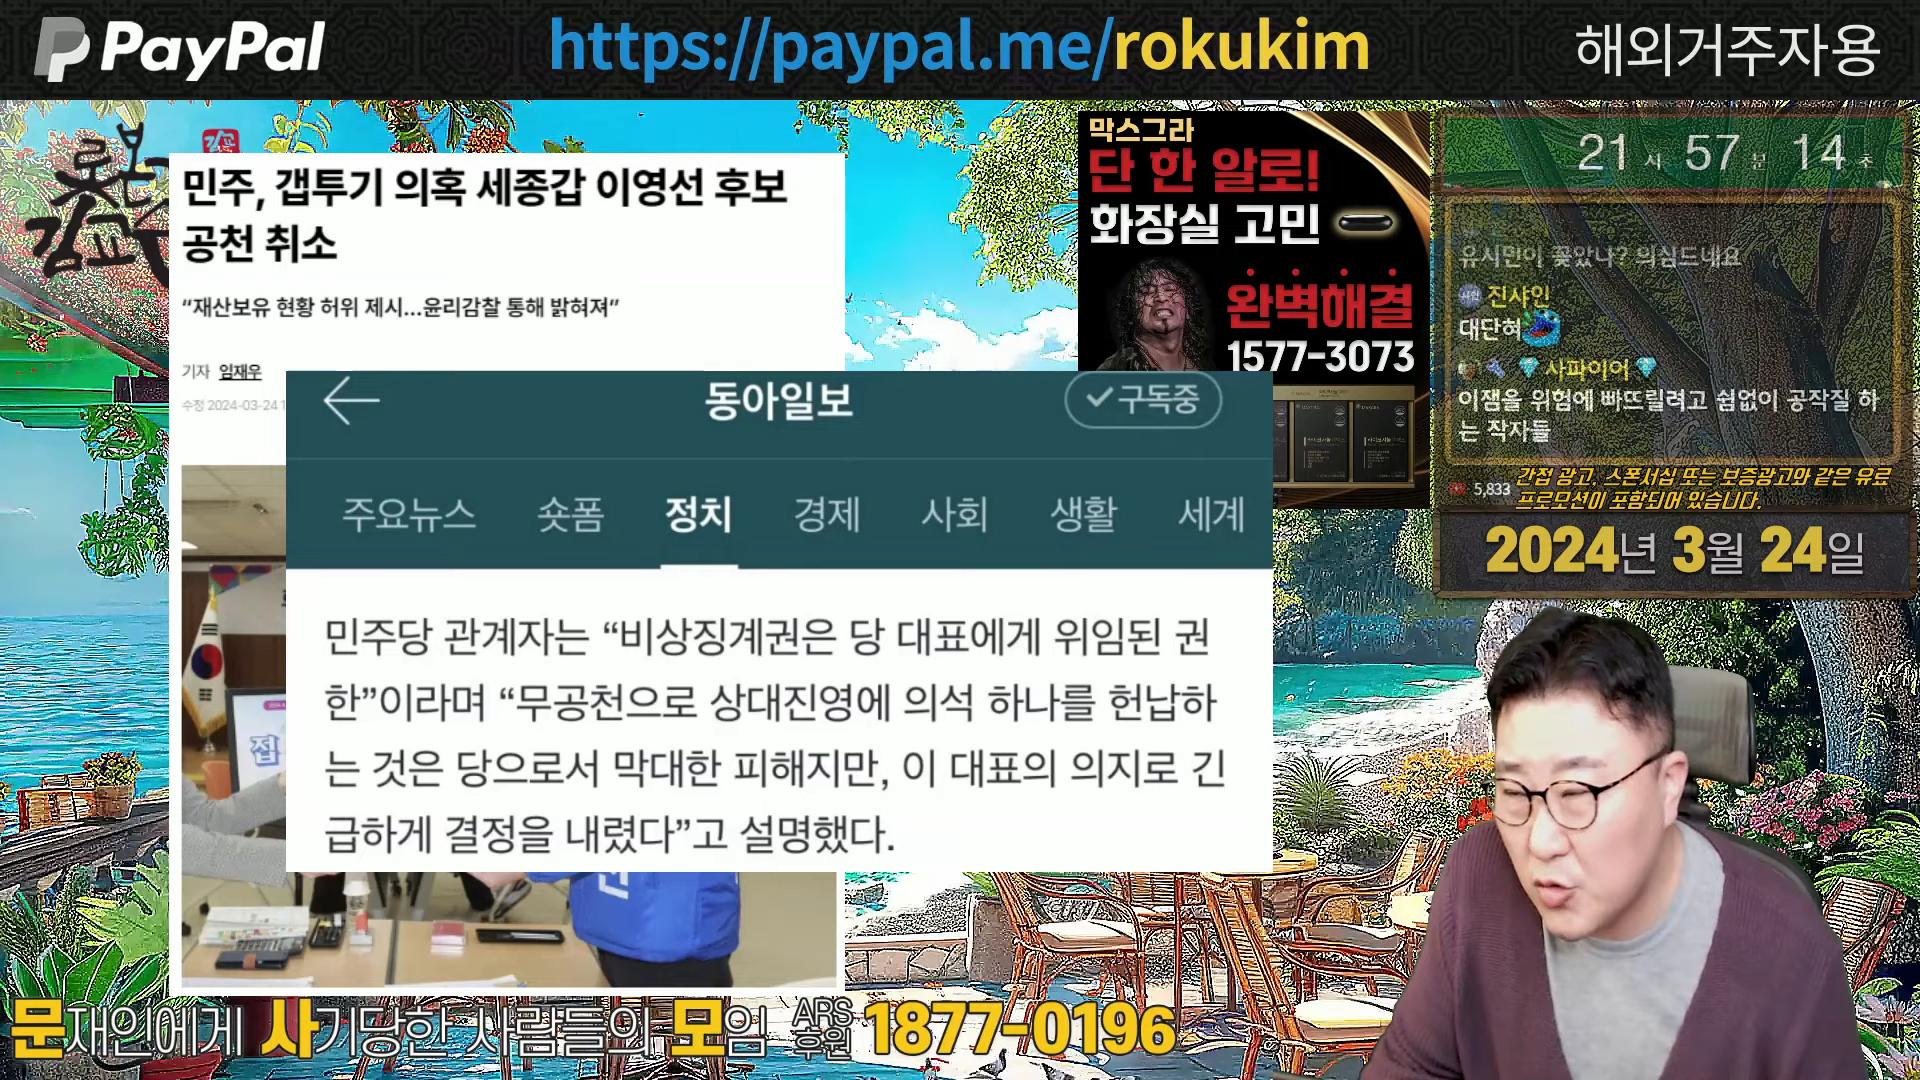 PayPal
https://paypal.me/rokukim
해외거주자용
민주, 갭투기 의혹 세종갑 이영선 후보
공천 취소
“재산보유 현황 허위 제시...윤리감찰 통해 밝혀져”
기자 임재우
수정 2024-03-24 1
동아일보
구독중
주요뉴스 숏폼 정치 경제 사회 생활 세계
민주당 관계자는 “비상징계권은 당 대표에게 위임된 권
한”이라며 “무공천으로 상대진영에 의석 하나를 헌납하
는 것은 당으로서 막대한 피해지만, 이 대표의 의지로 긴
급하게 결정을 내렸다”고 설명했다.
집
막스그라
단 한 알로!
화장실 고민
완벽해결
1577-3073
21시 57분 14초
유시민이 꽂았나? 의심드네요
진샤인
대단혀
사파이어
이잼을 위험에 빠뜨릴려고 쉼없이 공작질 하
는 작자들
5,833
간접 광고, 스폰서십 또는 보증광고와 같은 유료
프로모션이 포함되어 있습니다.
2024년 3월 24일
문재인에게 사기당한 사람들의 모임
ARS
후원
1877-0196